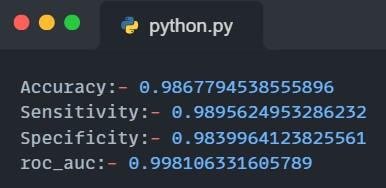 python.py
Accuracy:- 0.9867794538555896
Sensitivity:- 0.9895624953286232
Specificity:- 0.9839964123825561
roc_auc:- 0.998106331605789